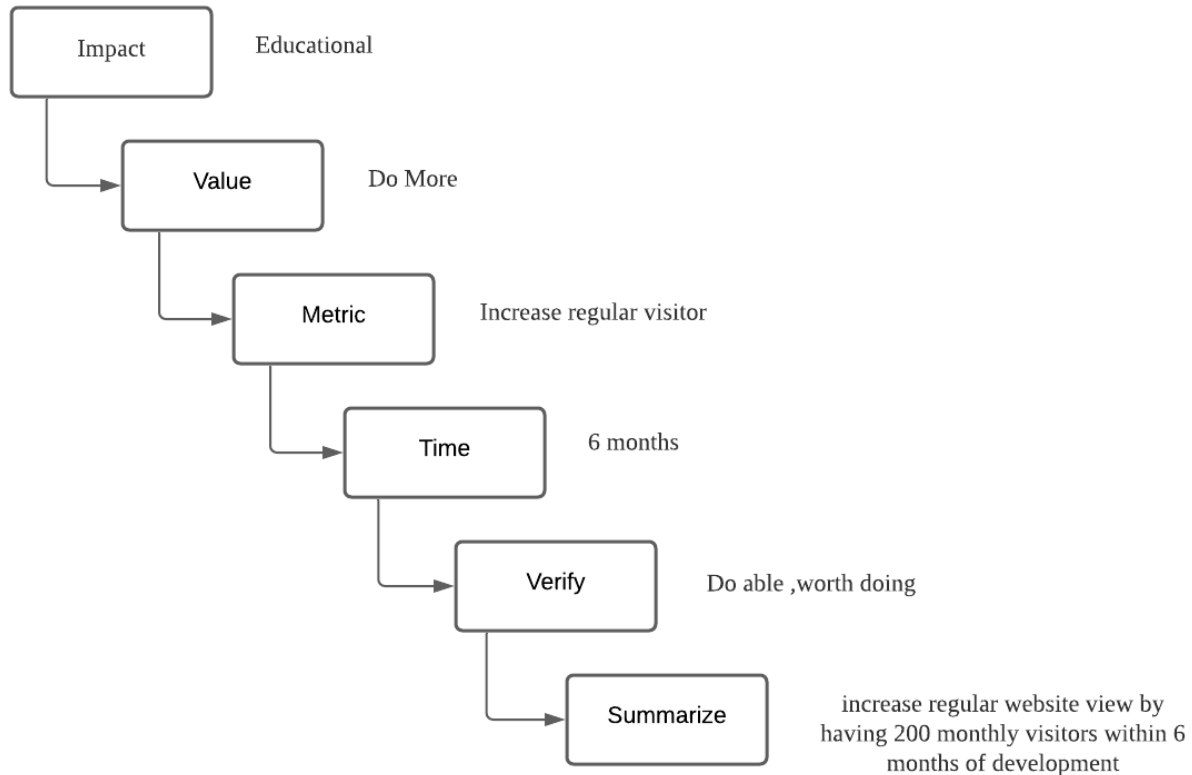 Impact
Educational
Value
Do More
Metric
Increase regular visitor
Time
6 months
Verify
Do able ,worth doing
Summarize
increase regular website view by
having 200 monthly visitors within 6
months of development